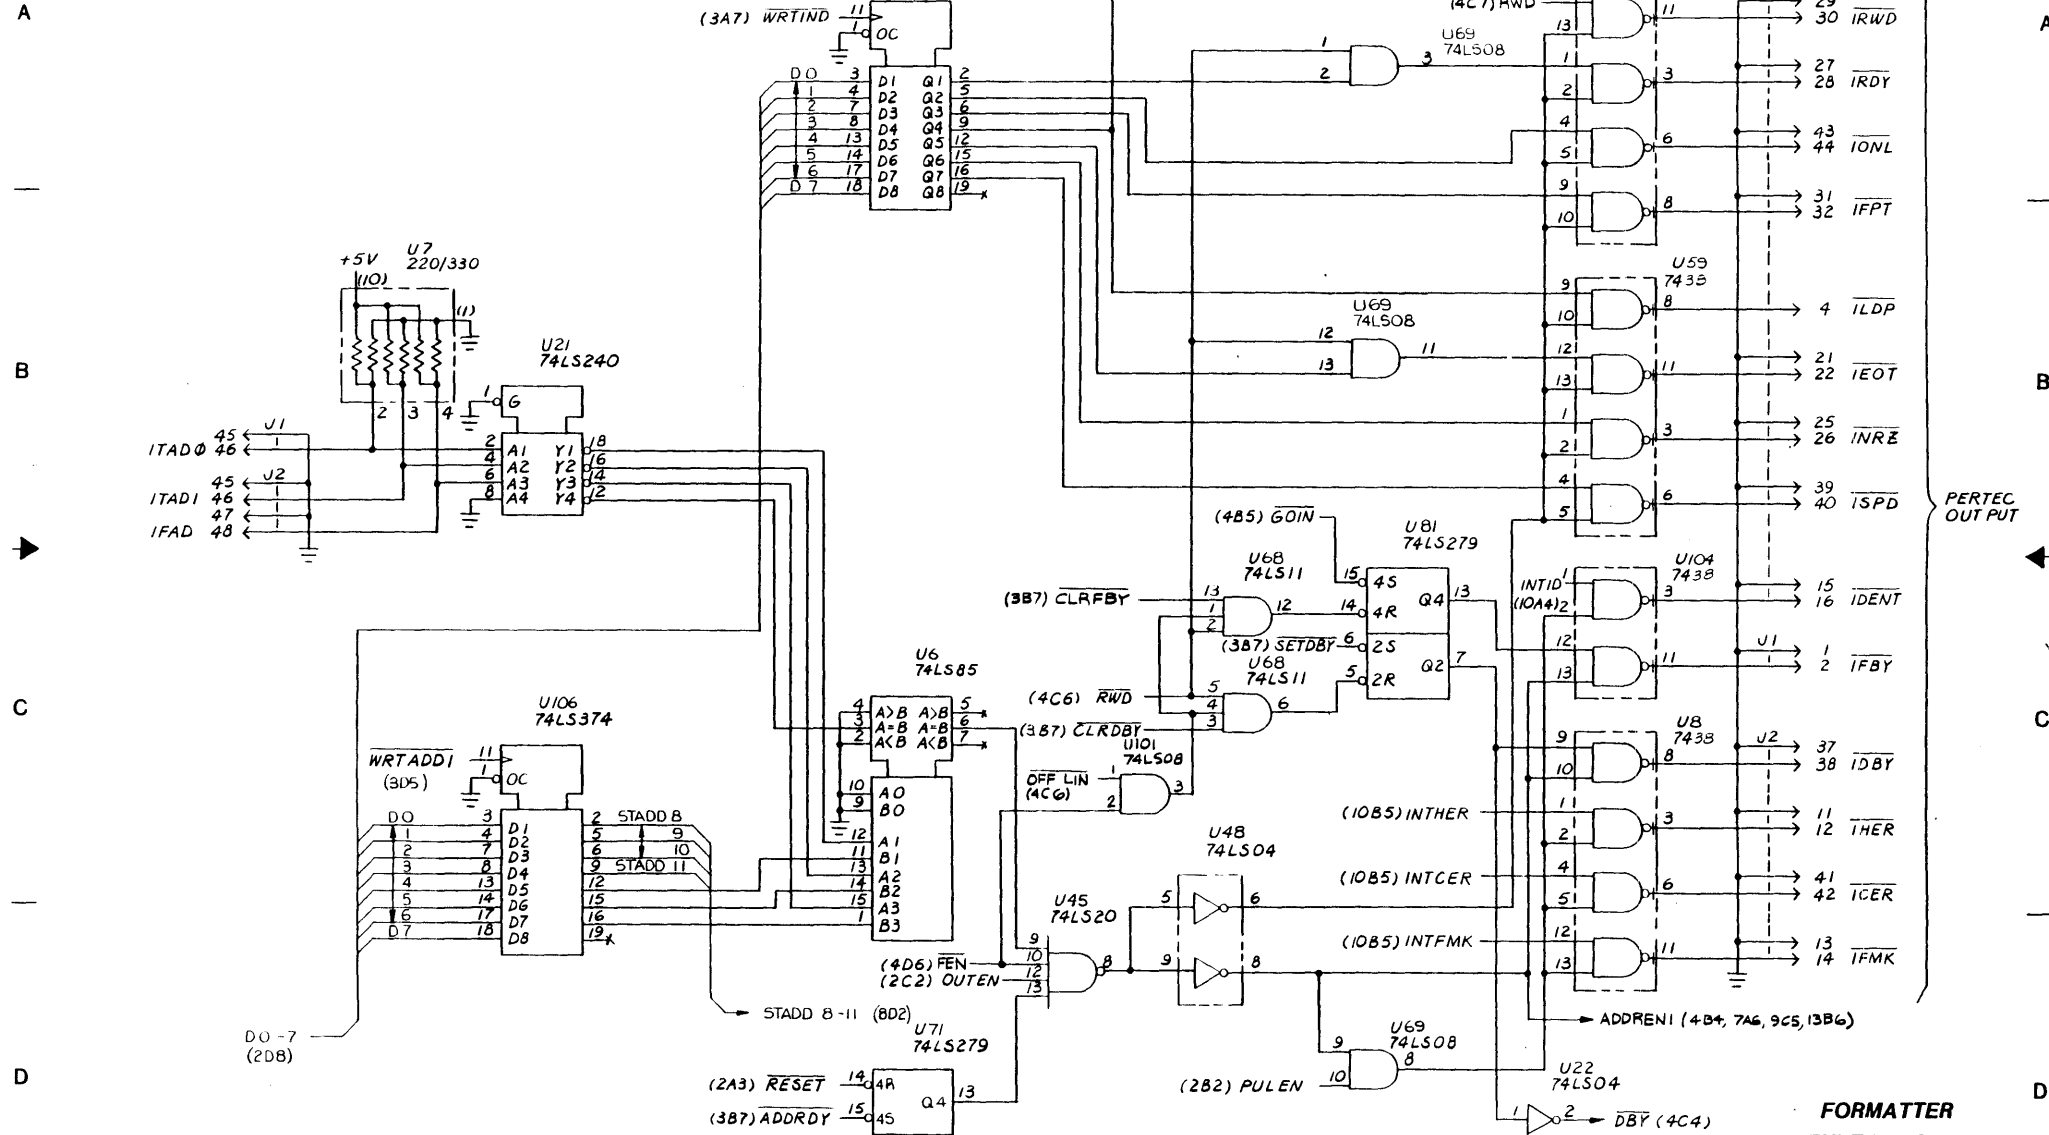 A
A
(3A7) WRTIND
11
1
OC
(4C7) RWD
13
11
29
30 IRWD
U69
74LS08
1
2
3
1
2
3
27
28 IRDY
D0
1
2
3
4
5
6
D7
3
4
7
8
13
14
17
18
D1
D2
D3
D4
D5
D6
D7
D8
Q1
Q2
Q3
Q4
Q5
Q6
Q7
Q8
2
5
6
9
12
15
16
19
4
5
6
43
44 IONL
9
10
8
31
32 IFPT
+5V
U7
220/330
(10)
(1)
2
3
4
U59
7438
9
10
8
4 ILDP
U69
74LS08
12
13
11
12
13
11
21
22 IEOT
B
B
U21
74LS240
1
G
1
2
3
25
26 INRZ
J1
45
ITAD0 46
J2
45
ITAD1 46
47
IFAD 48
2
4
6
8
A1
A2
A3
A4
Y1
Y2
Y3
Y4
18
16
14
12
4
5
6
39
40 ISPD
PERTEC
OUTPUT
(4B5) GOIN
U81
74LS279
U68
74LS11
15
14
4S
4R
Q4
13
(3B7) CLRFBY
13
1
2
12
U104
7438
INTID
(10A4)
1
2
3
15
16 IDENT
(3B7) SETDBY
6
5
2S
2R
Q2
7
U68
74LS11
12
13
11
J1
1
2 IFBY
U6
74LS85
(4C6) RWD
5
4
3
6
(3B7) CLRDBY
C
C
U106
74LS374
4
3
2
A>B
A=B
A<B
A>B
A=B
A<B
5
6
7
U101
74LS08
OFF LIN
(4C6)
1
2
3
U8
7438
9
10
8
J2
37
38 IDBY
WRTADD1
(3D5)
11
1
OC
10
9
A0
B0
12
11
13
14
15
1
A1
B1
A2
B2
A3
B3
(10B5) INTHER
1
2
3
11
12 IHER
D0
1
2
3
4
5
6
D7
3
4
7
8
13
14
17
18
D1
D2
D3
D4
D5
D6
D7
D8
2
5
6
9
12
15
16
19
STADD 8
9
10
STADD 11
U48
74LS04
(10B5) INTCER
4
5
6
41
42 ICER
U45
74LS20
5
6
9
8
(10B5) INTFMK
12
13
11
13
14 IFMK
(4D6) FEN
(2C2) OUTEN
9
10
12
13
8
STADD 8-11 (8D2)
ADDREN1 (4B4, 7A6, 9C5, 13B6)
D0-7
(2D8)
U71
74LS279
U69
74LS08
9
10
8
(2B2) PULEN
D
D
(2A3) RESET
14
4R
(3B7) ADDRDY
15
4S
Q4
13
U22
74LS04
1
2
DBY (4C4)
FORMATTER